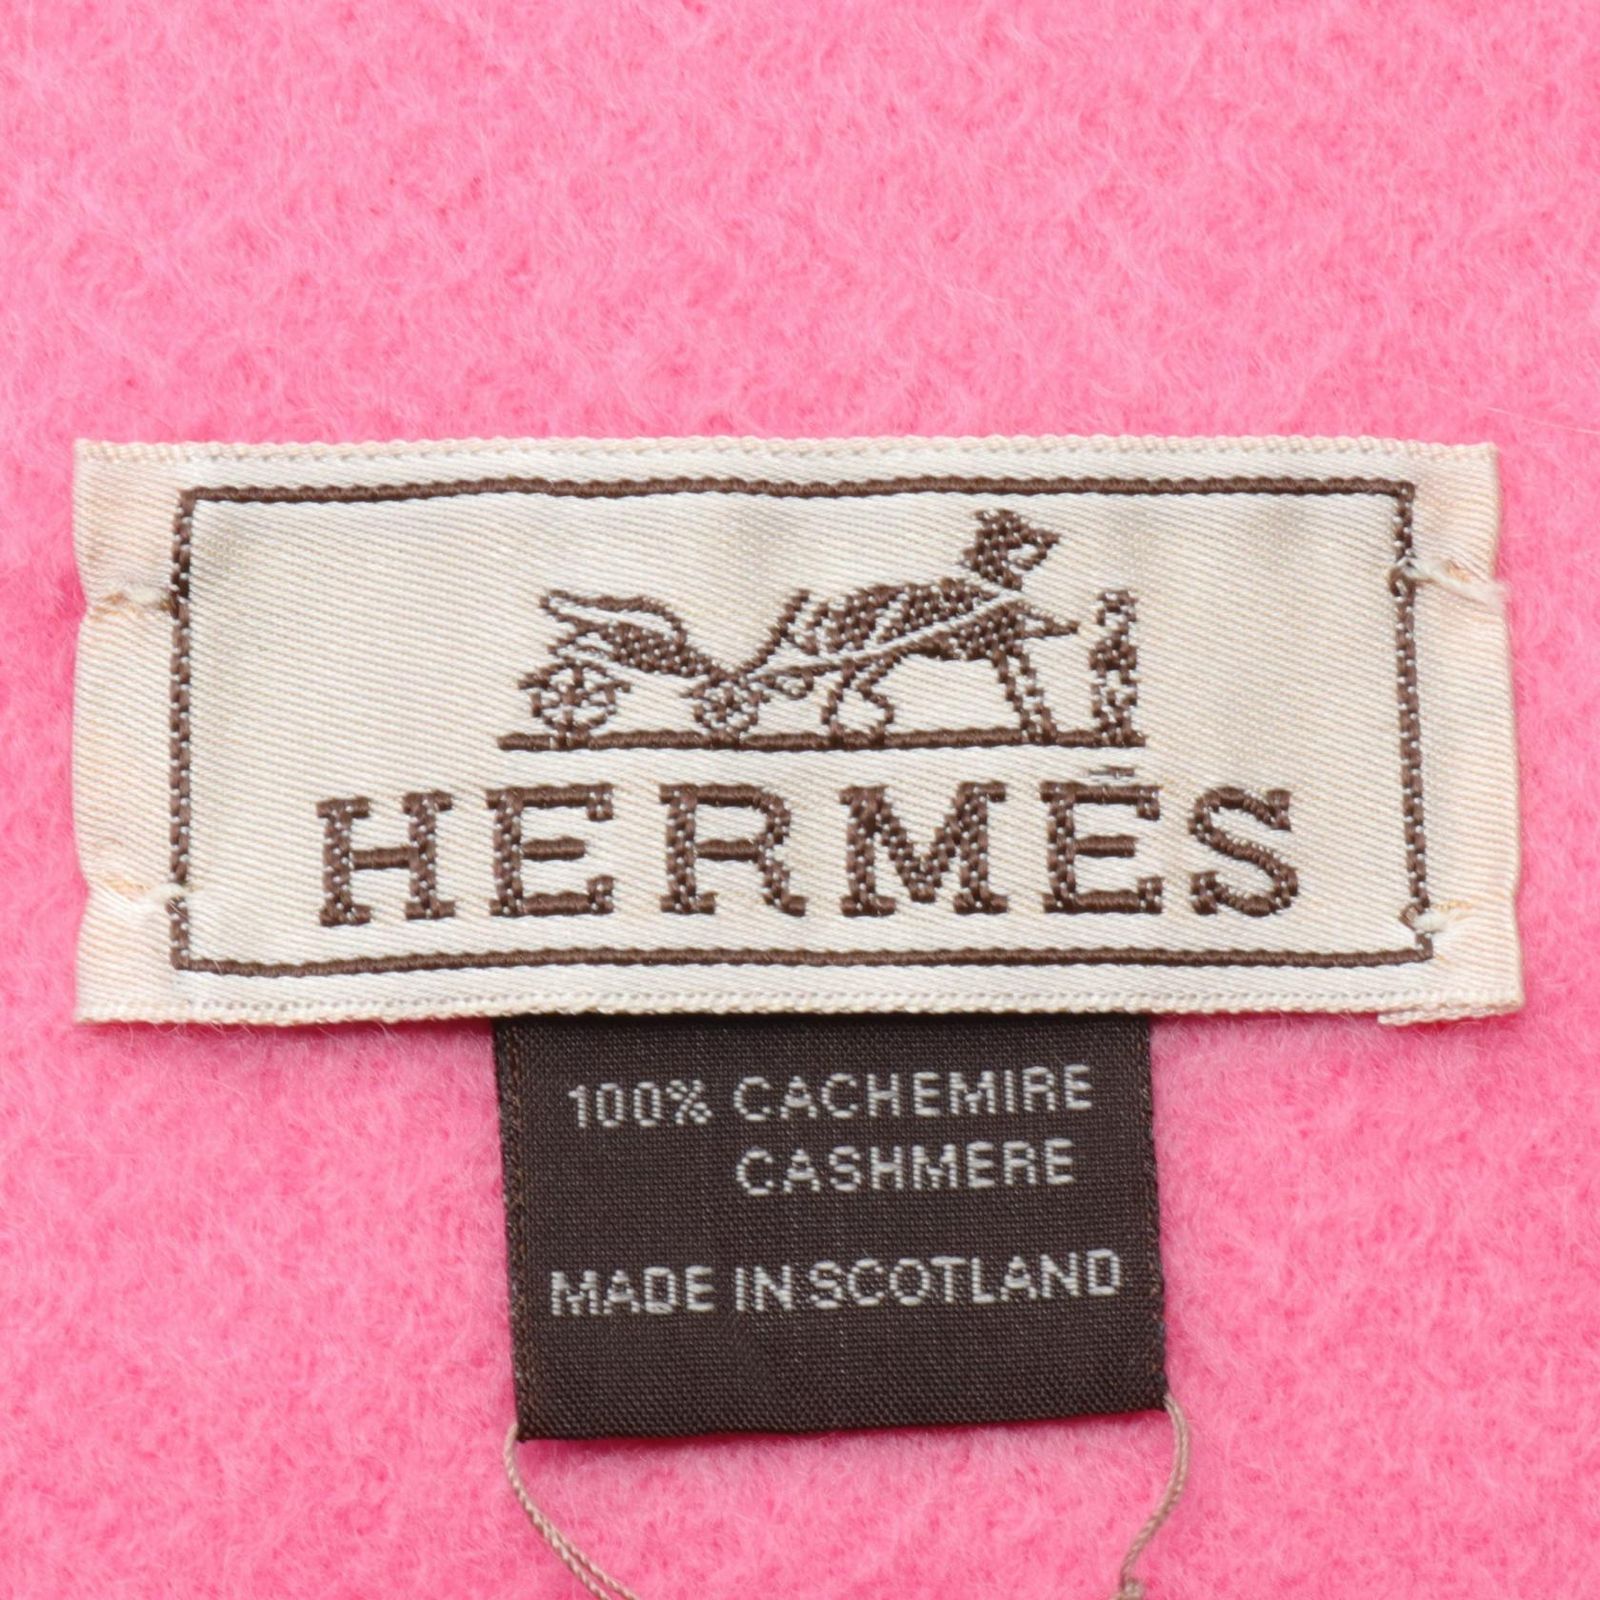 HERMÈS
100% CACHEMIRE
CASHMERE
MADE IN SCOTLAND